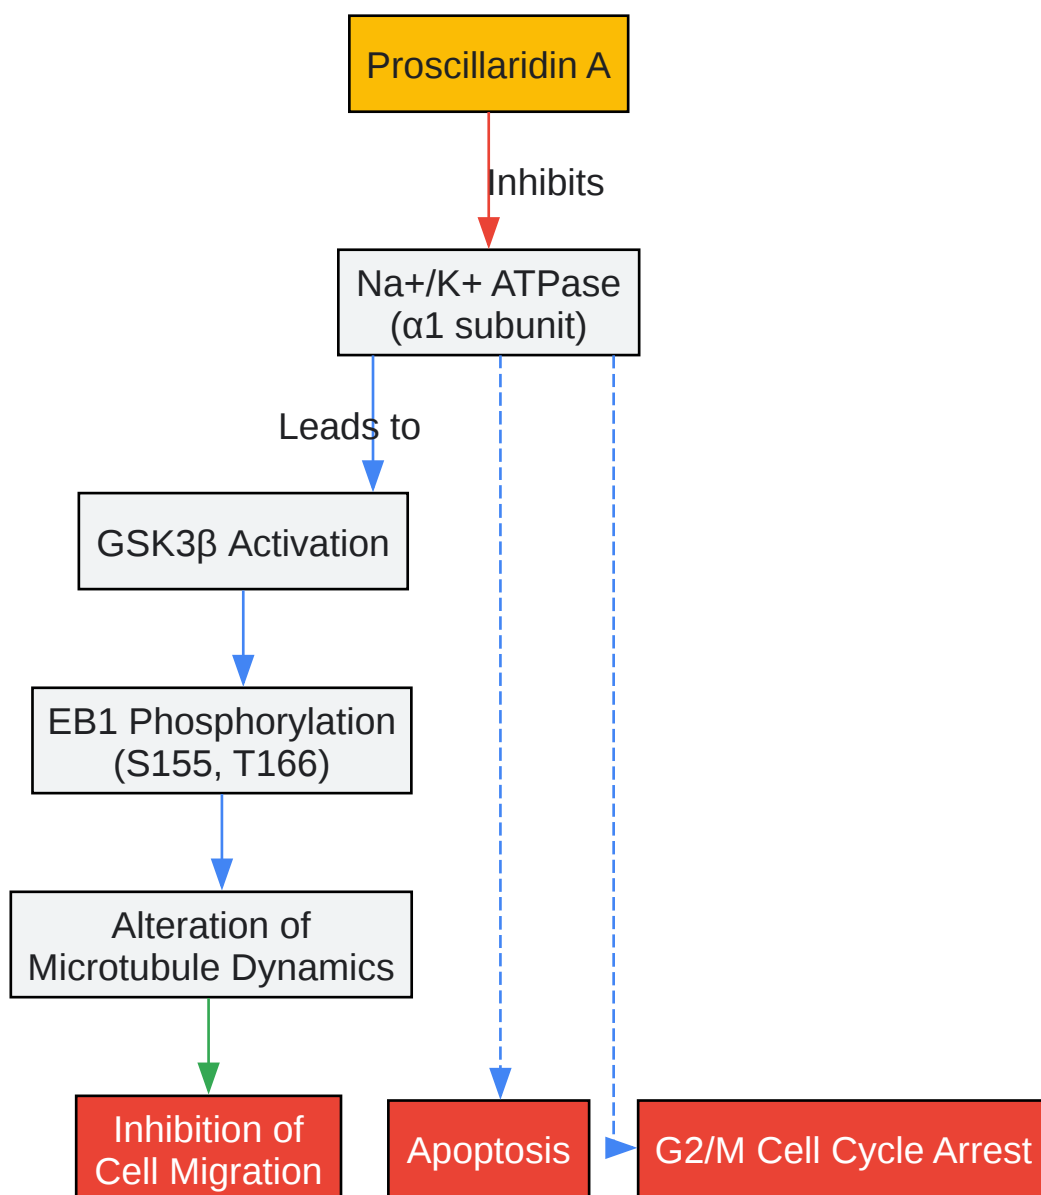 Proscillaridin A
Inhibits
Na+/K+ ATPase
(α1 subunit)
Leads to
GSK3β Activation
EB1 Phosphorylation
(S155, T166)
Alteration of
Microtubule Dynamics
Inhibition of
Cell Migration
Apoptosis
G2/M Cell Cycle Arrest